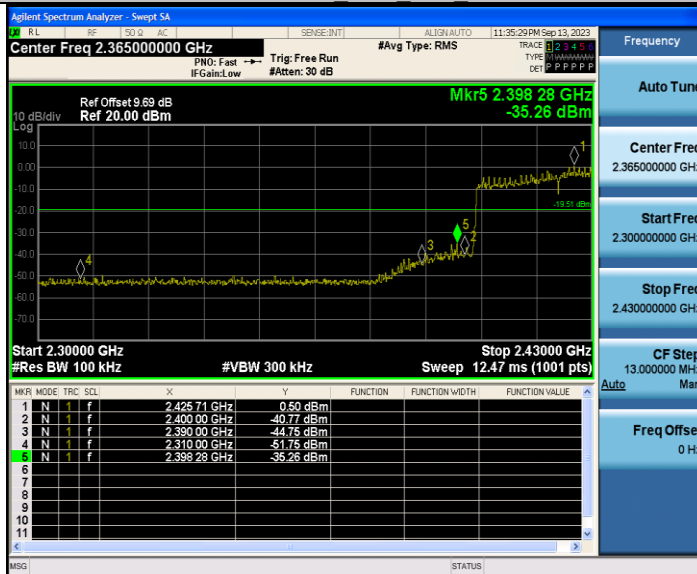 Agilent Spectrum Analyzer - Swept SA
RL RF 50 Ω AC SENSE:INT ALIGN AUTO 11:35:29 PM Sep 13, 2023
Center Freq 2.365000000 GHz #Avg Type: RMS TRACE 1 2 3 4 5 6
PNO: Fast Trig: Free Run TYPE M
IFGain:Low #Atten: 30 dB DET P P P P P P
Ref Offset 9.69 dB Mkr5 2.398 28 GHz
10 dB/div Ref 20.00 dBm -35.26 dBm
Log
10.0
0.00
-10.0
-20.0
-30.0
-40.0
-50.0
-60.0
-70.0
1
-19.51 dBm
5
2
3
4
Start 2.30000 GHz Stop 2.43000 GHz
#Res BW 100 kHz #VBW 300 kHz Sweep 12.47 ms (1001 pts)
MKR MODE TRC SCL X Y FUNCTION FUNCTION WIDTH FUNCTION VALUE
1 N 1 f 2.425 71 GHz 0.50 dBm
2 N 1 f 2.400 00 GHz -40.77 dBm
3 N 1 f 2.390 00 GHz -44.75 dBm
4 N 1 f 2.310 00 GHz -51.75 dBm
5 N 1 f 2.398 28 GHz -35.26 dBm
6
7
8
9
10
11
MSG STATUS
Frequency
Auto Tune
Center Freq
2.365000000 GHz
Start Freq
2.300000000 GHz
Stop Freq
2.430000000 GHz
CF Step
13.000000 MHz
Auto Man
Freq Offset
0 Hz